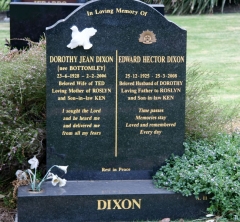 In Loving Memory Of
DOROTHY JEAN DIXON
(nee BOTTOMLEY)
23-6-1928 - 2-2-2006
Beloved Wife of TED
Loving Mother of ROSLYN
and Son-in-law KEN
I sought the Lord
and he heard me
and delivered me
from all my fears
EDWARD HECTOR DIXON
25-12-1925 - 25-3-2008
Beloved Husband of DOROTHY
Loving Father to ROSLYN
and Son-in-law KEN
Time passes
Memories stay
Loved and remembered
Every day
Rest in Peace
DIXON